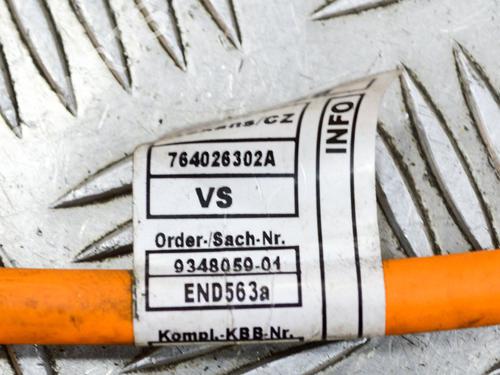 764026302A
VS
Order-/Sach-Nr.
9348059-01
END563a
Kompl.-KBB-Nr.
INFO